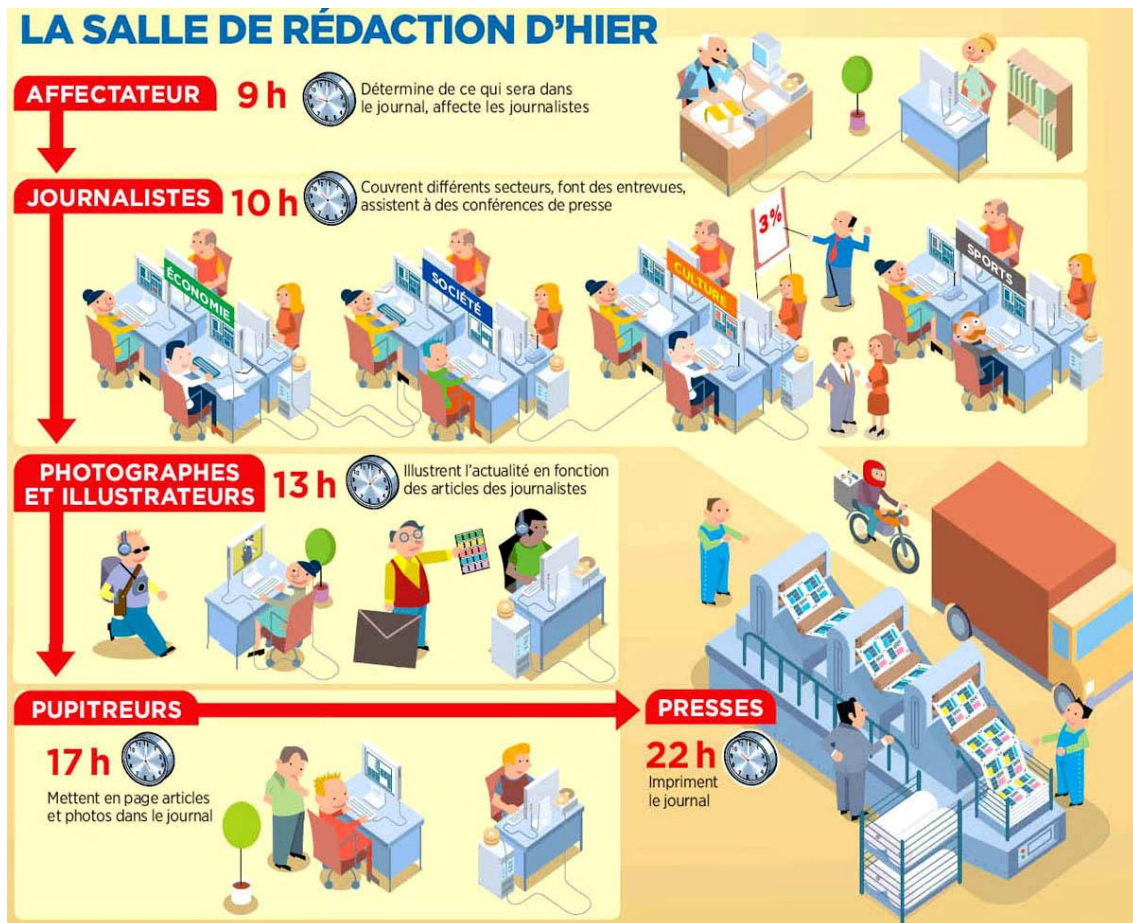 LA SALLE DE RÉDACTION D'HIER
AFFECTATEUR
9 h
Détermine de ce qui sera dans
le journal, affecte les journalistes
JOURNALISTES
10 h
Couvrent différents secteurs, font des entrevues,
assistent à des conférences de presse
3%
ÉCONOMIE
SOCIÉTÉ
CULTURE
SPORTS
PHOTOGRAPHES
ET ILLUSTRATEURS
13 h
Illustrent l'actualité en fonction
des articles des journalistes
PUPITREURS
17 h
Mettent en page articles
et photos dans le journal
PRESSES
22 h
Impriment
le journal